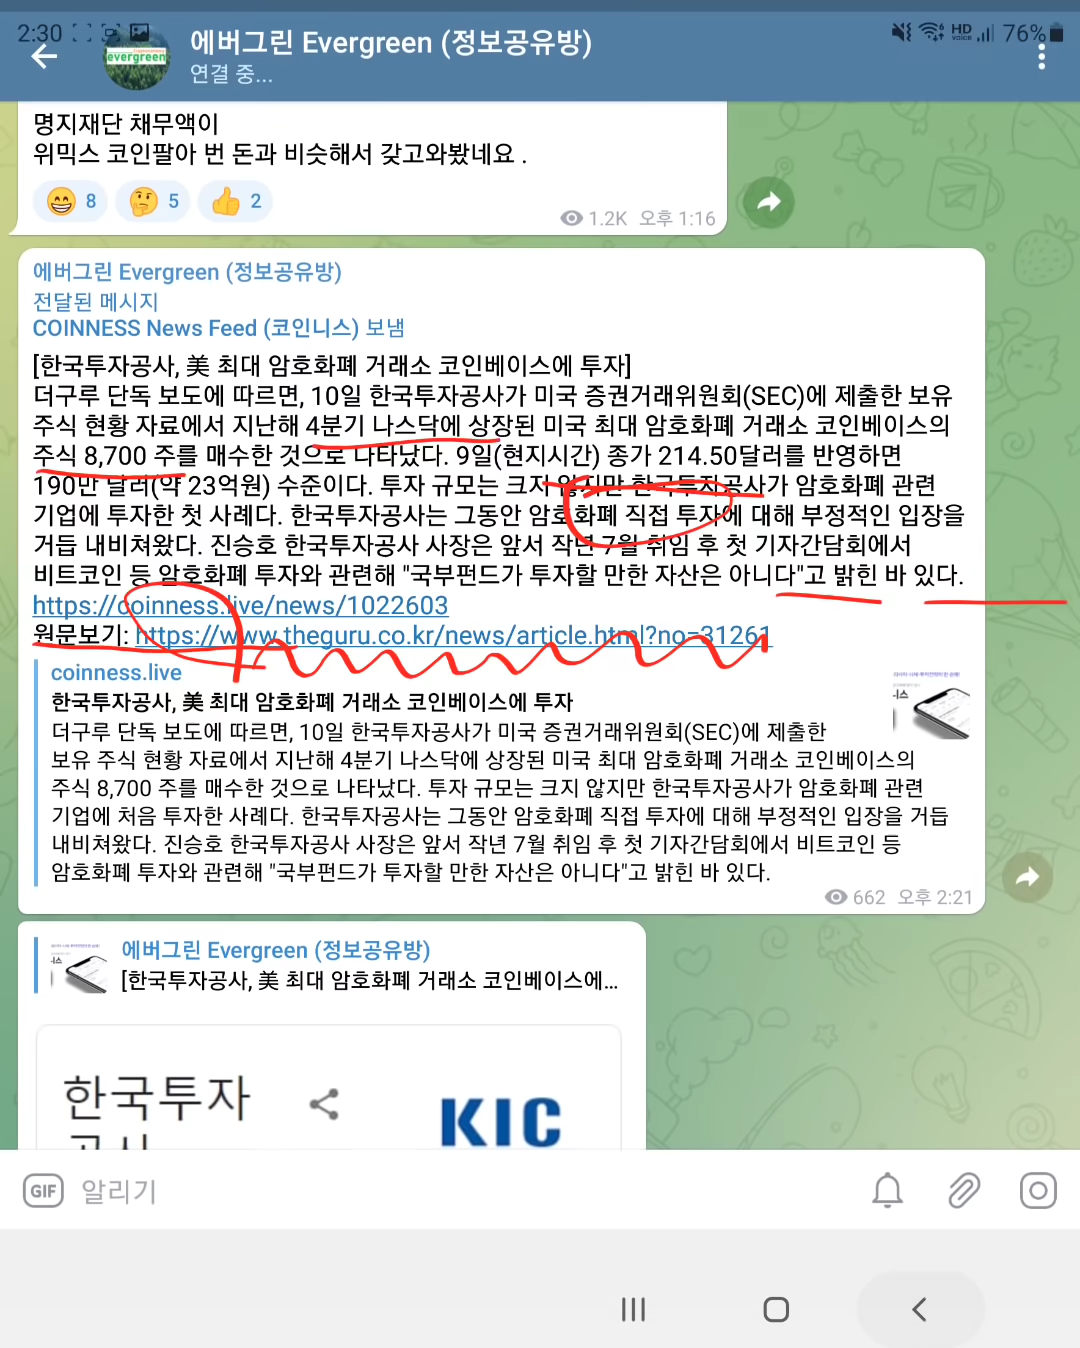 2:30
HD
voice
76%
에버그린 Evergreen (정보공유방)
연결 중...
evergreen
명지재단 채무액이
위믹스 코인팔아 번 돈과 비슷해서 갖고와봤네요 .
8 5 2
1.2K 오후 1:16
에버그린 Evergreen (정보공유방)
전달된 메시지
COINNESS News Feed (코인니스) 보냄
[한국투자공사, 美 최대 암호화폐 거래소 코인베이스에 투자]
더구루 단독 보도에 따르면, 10일 한국투자공사가 미국 증권거래위원회(SEC)에 제출한 보유
주식 현황 자료에서 지난해 4분기 나스닥에 상장된 미국 최대 암호화폐 거래소 코인베이스의
주식 8,700 주를 매수한 것으로 나타났다. 9일(현지시간) 종가 214.50달러를 반영하면
190만 달러(약 23억원) 수준이다. 투자 규모는 크지 않지만 한국투자공사가 암호화폐 관련
기업에 투자한 첫 사례다. 한국투자공사는 그동안 암호화폐 직접 투자에 대해 부정적인 입장을
거듭 내비쳐왔다. 진승호 한국투자공사 사장은 앞서 작년 7월 취임 후 첫 기자간담회에서
비트코인 등 암호화폐 투자와 관련해 "국부펀드가 투자할 만한 자산은 아니다"고 밝힌 바 있다.
https://coinness.live/news/1022603
원문보기: https://www.theguru.co.kr/news/article.html?no=31261
coinness.live
한국투자공사, 美 최대 암호화폐 거래소 코인베이스에 투자
더구루 단독 보도에 따르면, 10일 한국투자공사가 미국 증권거래위원회(SEC)에 제출한
보유 주식 현황 자료에서 지난해 4분기 나스닥에 상장된 미국 최대 암호화폐 거래소 코인베이스의
주식 8,700 주를 매수한 것으로 나타났다. 투자 규모는 크지 않지만 한국투자공사가 암호화폐 관련
기업에 처음 투자한 사례다. 한국투자공사는 그동안 암호화폐 직접 투자에 대해 부정적인 입장을 거듭
내비쳐왔다. 진승호 한국투자공사 사장은 앞서 작년 7월 취임 후 첫 기자간담회에서 비트코인 등
암호화폐 투자와 관련해 "국부펀드가 투자할 만한 자산은 아니다"고 밝힌 바 있다.
662 오후 2:21
에버그린 Evergreen (정보공유방)
[한국투자공사, 美 최대 암호화폐 거래소 코인베이스에...
한국투자
공사
KIC
GIF 알리기